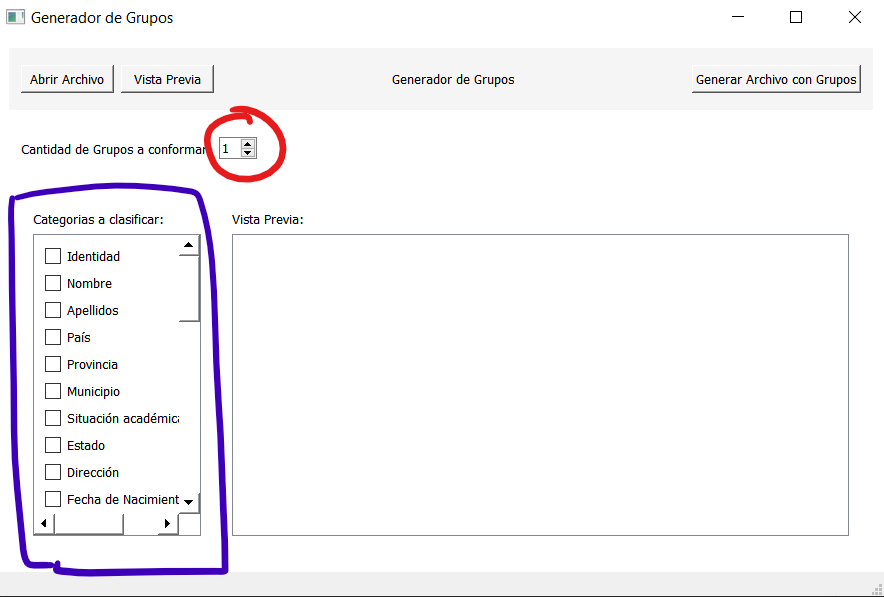 Generador de Grupos
Abrir Archivo Vista Previa Generador de Grupos Generar Archivo con Grupos
Cantidad de Grupos a conformar 1
Categorias a clasificar: Vista Previa:
Identidad
Nombre
Apellidos
País
Provincia
Municipio
Situación académica
Estado
Dirección
Fecha de Nacimient